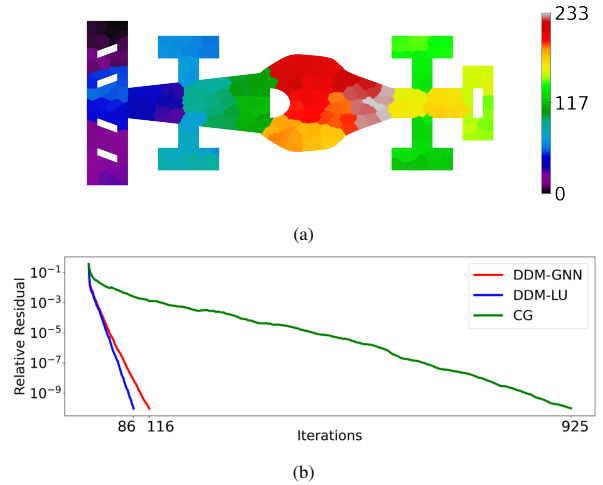 233
117
0
(a)
10⁻¹
10⁻³
10⁻⁵
10⁻⁷
10⁻⁹
Relative Residual
DDM-GNN
DDM-LU
CG
86 116 925
Iterations
(b)